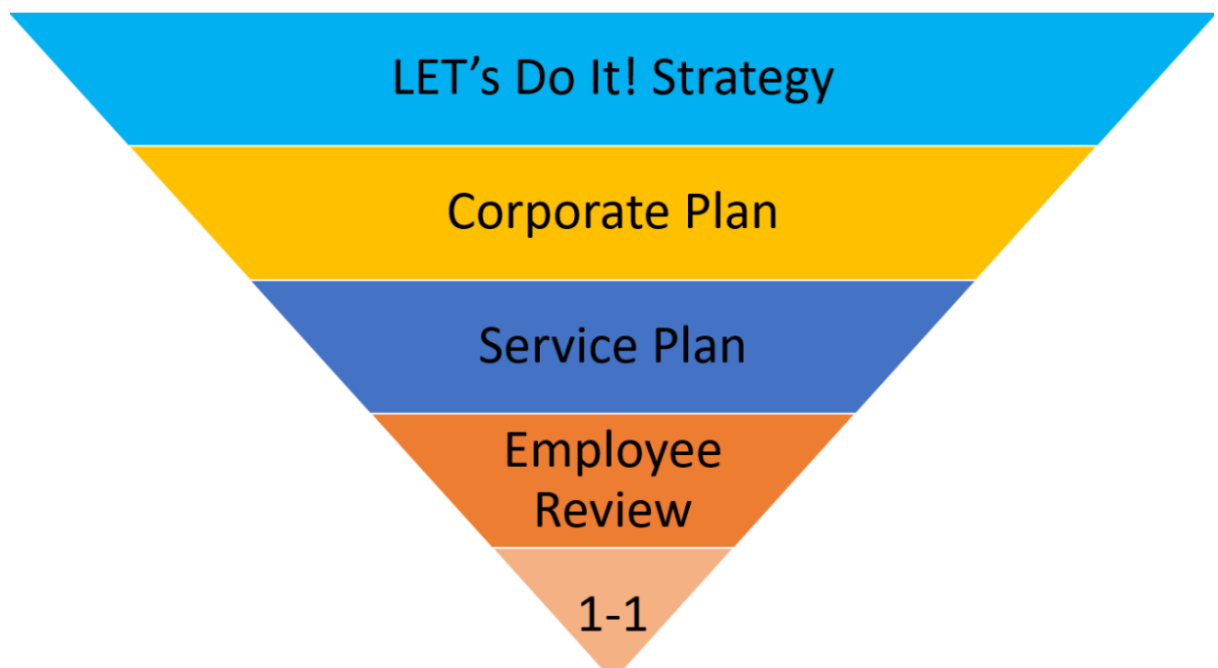 LET’s Do It! Strategy
Corporate Plan
Service Plan
Employee
Review
1-1